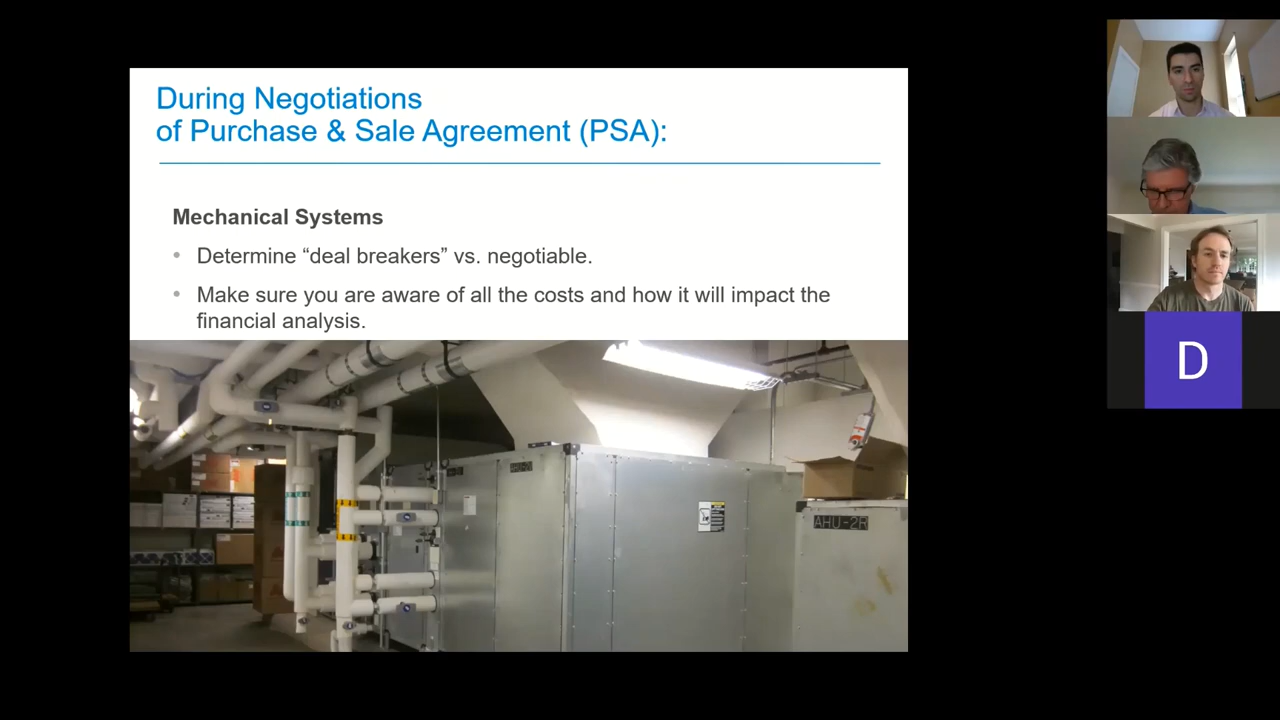 During Negotiations
of Purchase & Sale Agreement (PSA):
Mechanical Systems
• Determine “deal breakers” vs. negotiable.
• Make sure you are aware of all the costs and how it will impact the
financial analysis.
AHU-2R
D